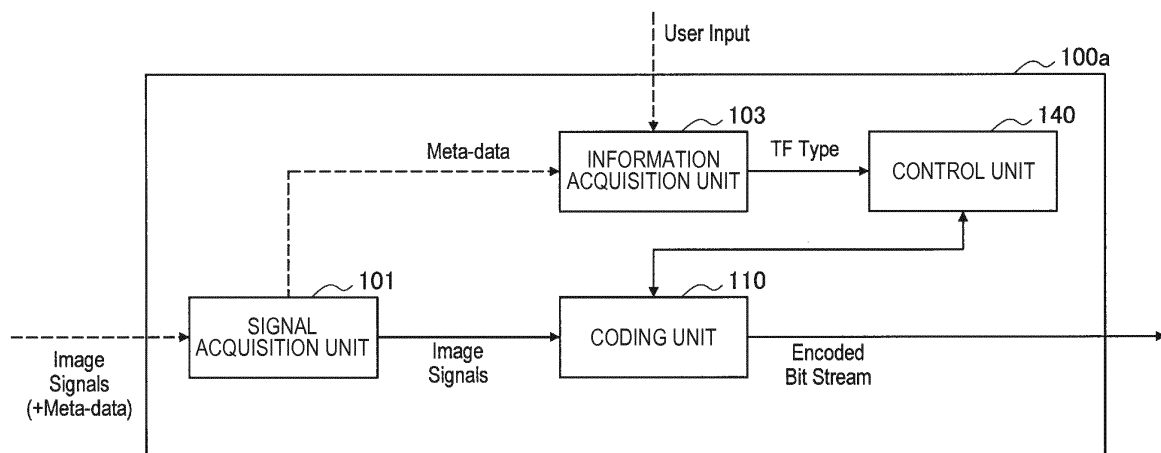 User Input
100a
103
140
Meta-data
INFORMATION
ACQUISITION UNIT
TF Type
CONTROL UNIT
101
110
SIGNAL
ACQUISITION UNIT
CODING UNIT
Image
Signals
(+Meta-data)
Image
Signals
Encoded
Bit Stream